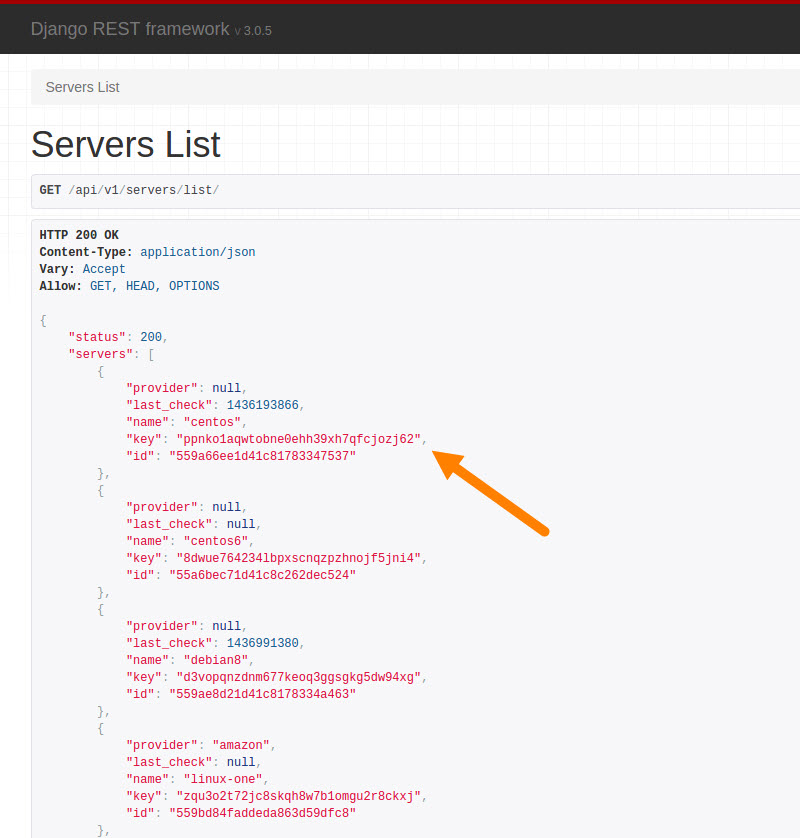 Django REST framework v 3.0.5
Servers List
Servers List
GET /api/v1/servers/list/
HTTP 200 OK
Content-Type: application/json
Vary: Accept
Allow: GET, HEAD, OPTIONS
{
    "status": 200,
    "servers": [
        {
            "provider": null,
            "last_check": 1436193866,
            "name": "centos",
            "key": "ppnko1aqwtobne0ehh39xh7qfcjozj62",
            "id": "559a66ee1d41c81783347537"
        },
        {
            "provider": null,
            "last_check": null,
            "name": "centos6",
            "key": "8dwue764234lbpxscnqzpzhnojf5jni4",
            "id": "55a6bec71d41c8c262dec524"
        },
        {
            "provider": null,
            "last_check": 1436991380,
            "name": "debian8",
            "key": "d3vopqnzdnm677keoq3ggsgkg5dw94xg",
            "id": "559ae8d21d41c8178334a463"
        },
        {
            "provider": "amazon",
            "last_check": null,
            "name": "linux-one",
            "key": "zqu3o2t72jc8skqh8w7b1omgu2r8ckxj",
            "id": "559bd84faddeda863d59dfc8"
        },